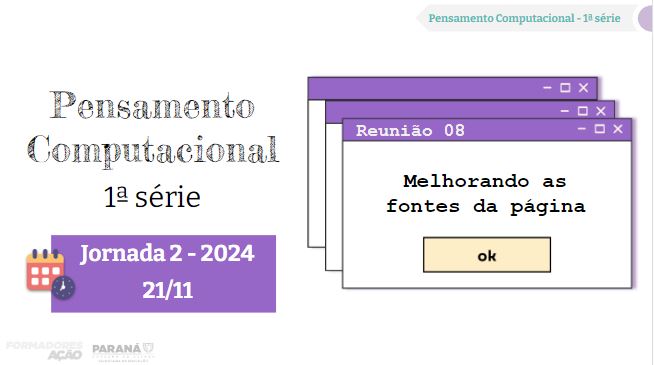 Pensamento Computacional - 1ª série
Pensamento
Computacional
1ª série
Jornada 2 - 2024
21/11
Reunião 08
Melhorando as
fontes da página
ok
FORMADORES
AÇÃO
PARANÁ